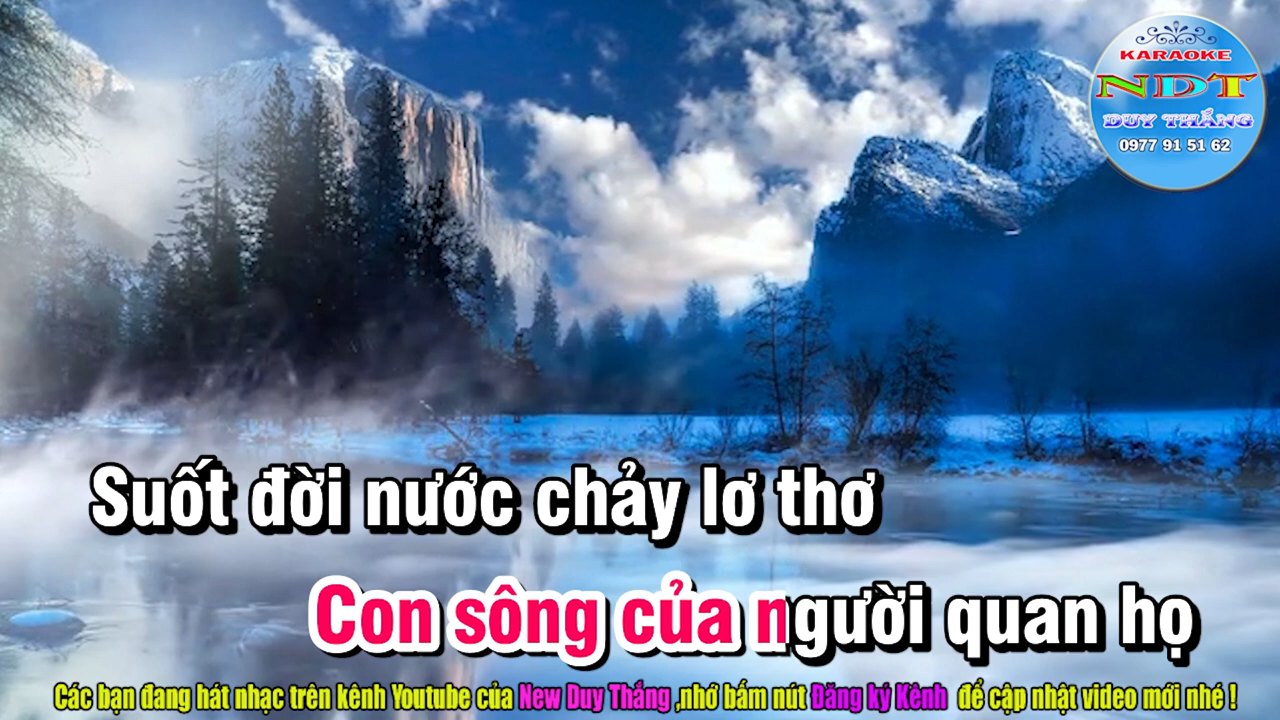 KARAOKE
NDT
DUY THẮNG
0977 91 51 62
Suốt đời nước chảy lơ thơ
Con sông của người quan họ
Các bạn đang hát nhạc trên kênh Youtube của New Duy Thắng ,nhớ bấm nút Đăng ký Kênh để cập nhật video mới nhé !